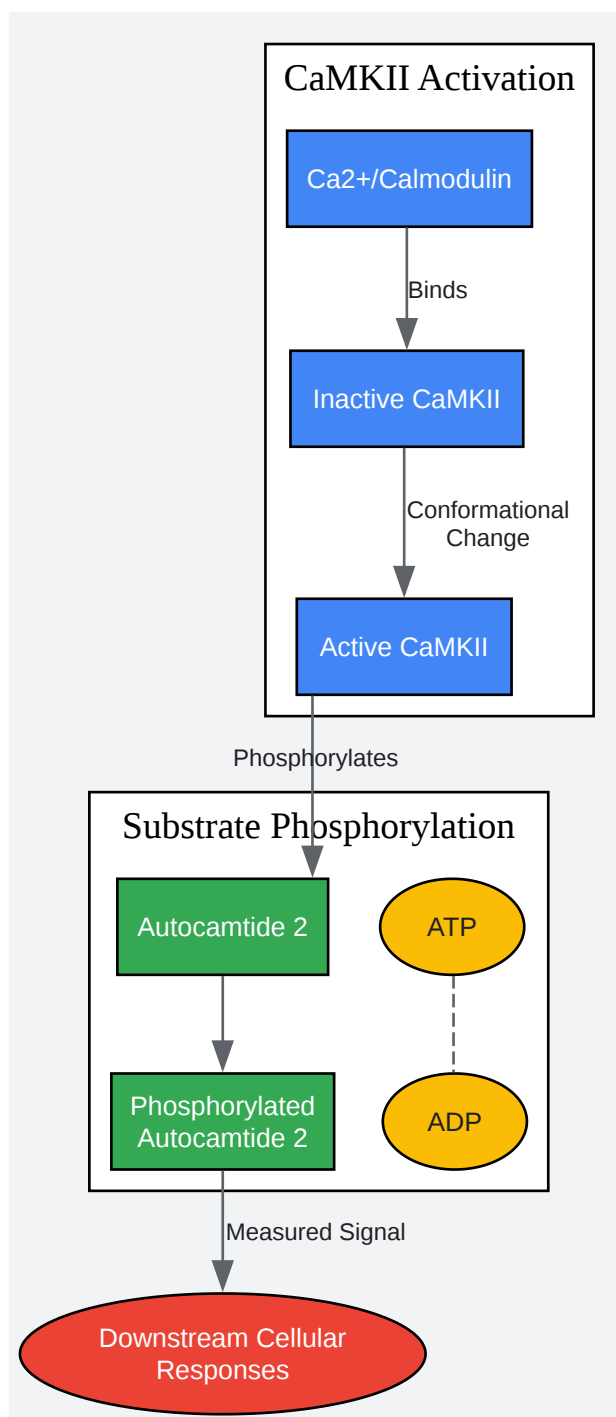 CaMKII Activation
Ca2+/Calmodulin
Binds
Inactive CaMKII
Conformational
Change
Active CaMKII
Phosphorylates
Substrate Phosphorylation
Autocamtide 2
ATP
Phosphorylated
Autocamtide 2
ADP
Measured Signal
Downstream Cellular
Responses